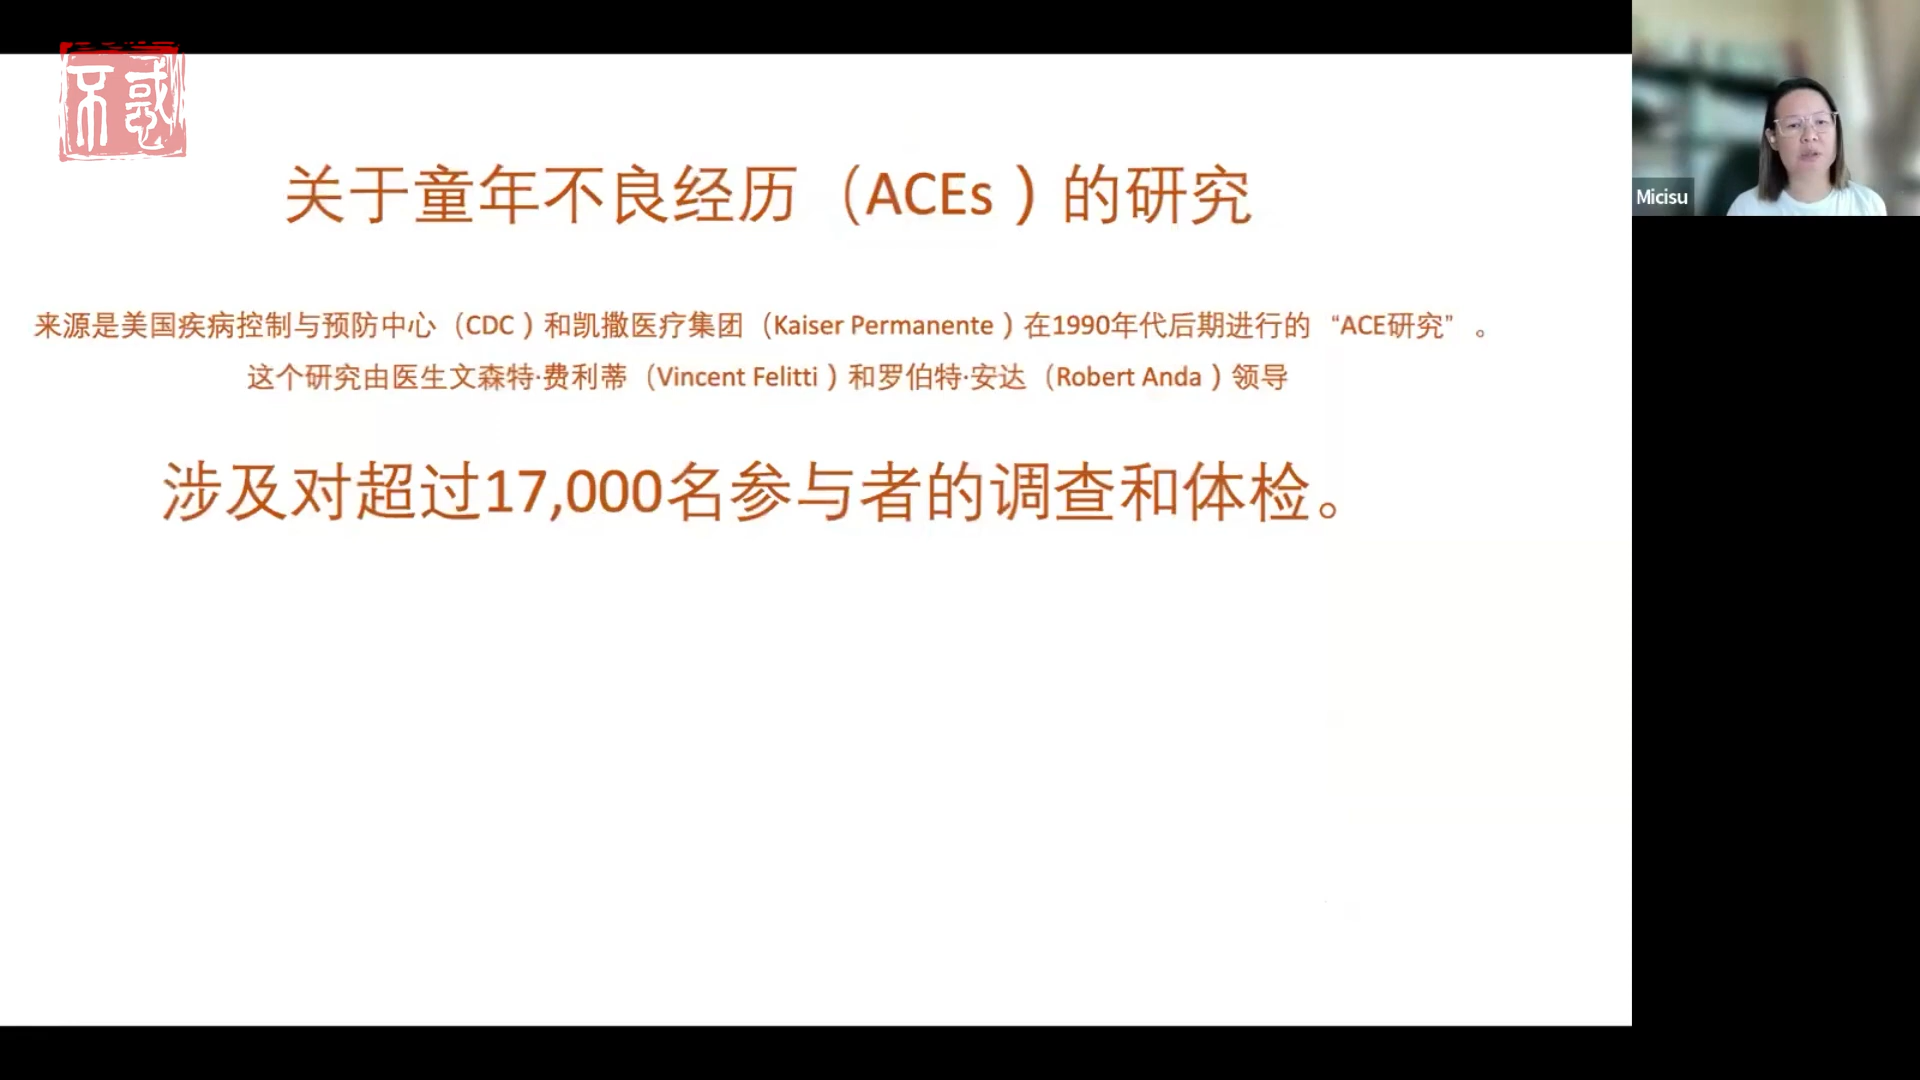 不惑
关于童年不良经历（ACEs）的研究
来源是美国疾病控制与预防中心（CDC）和凯撒医疗集团（Kaiser Permanente）在1990年代后期进行的“ACE研究”。
这个研究由医生文森特·费利蒂（Vincent Felitti）和罗伯特·安达（Robert Anda）领导
涉及对超过17,000名参与者的调查和体检。
Micisu